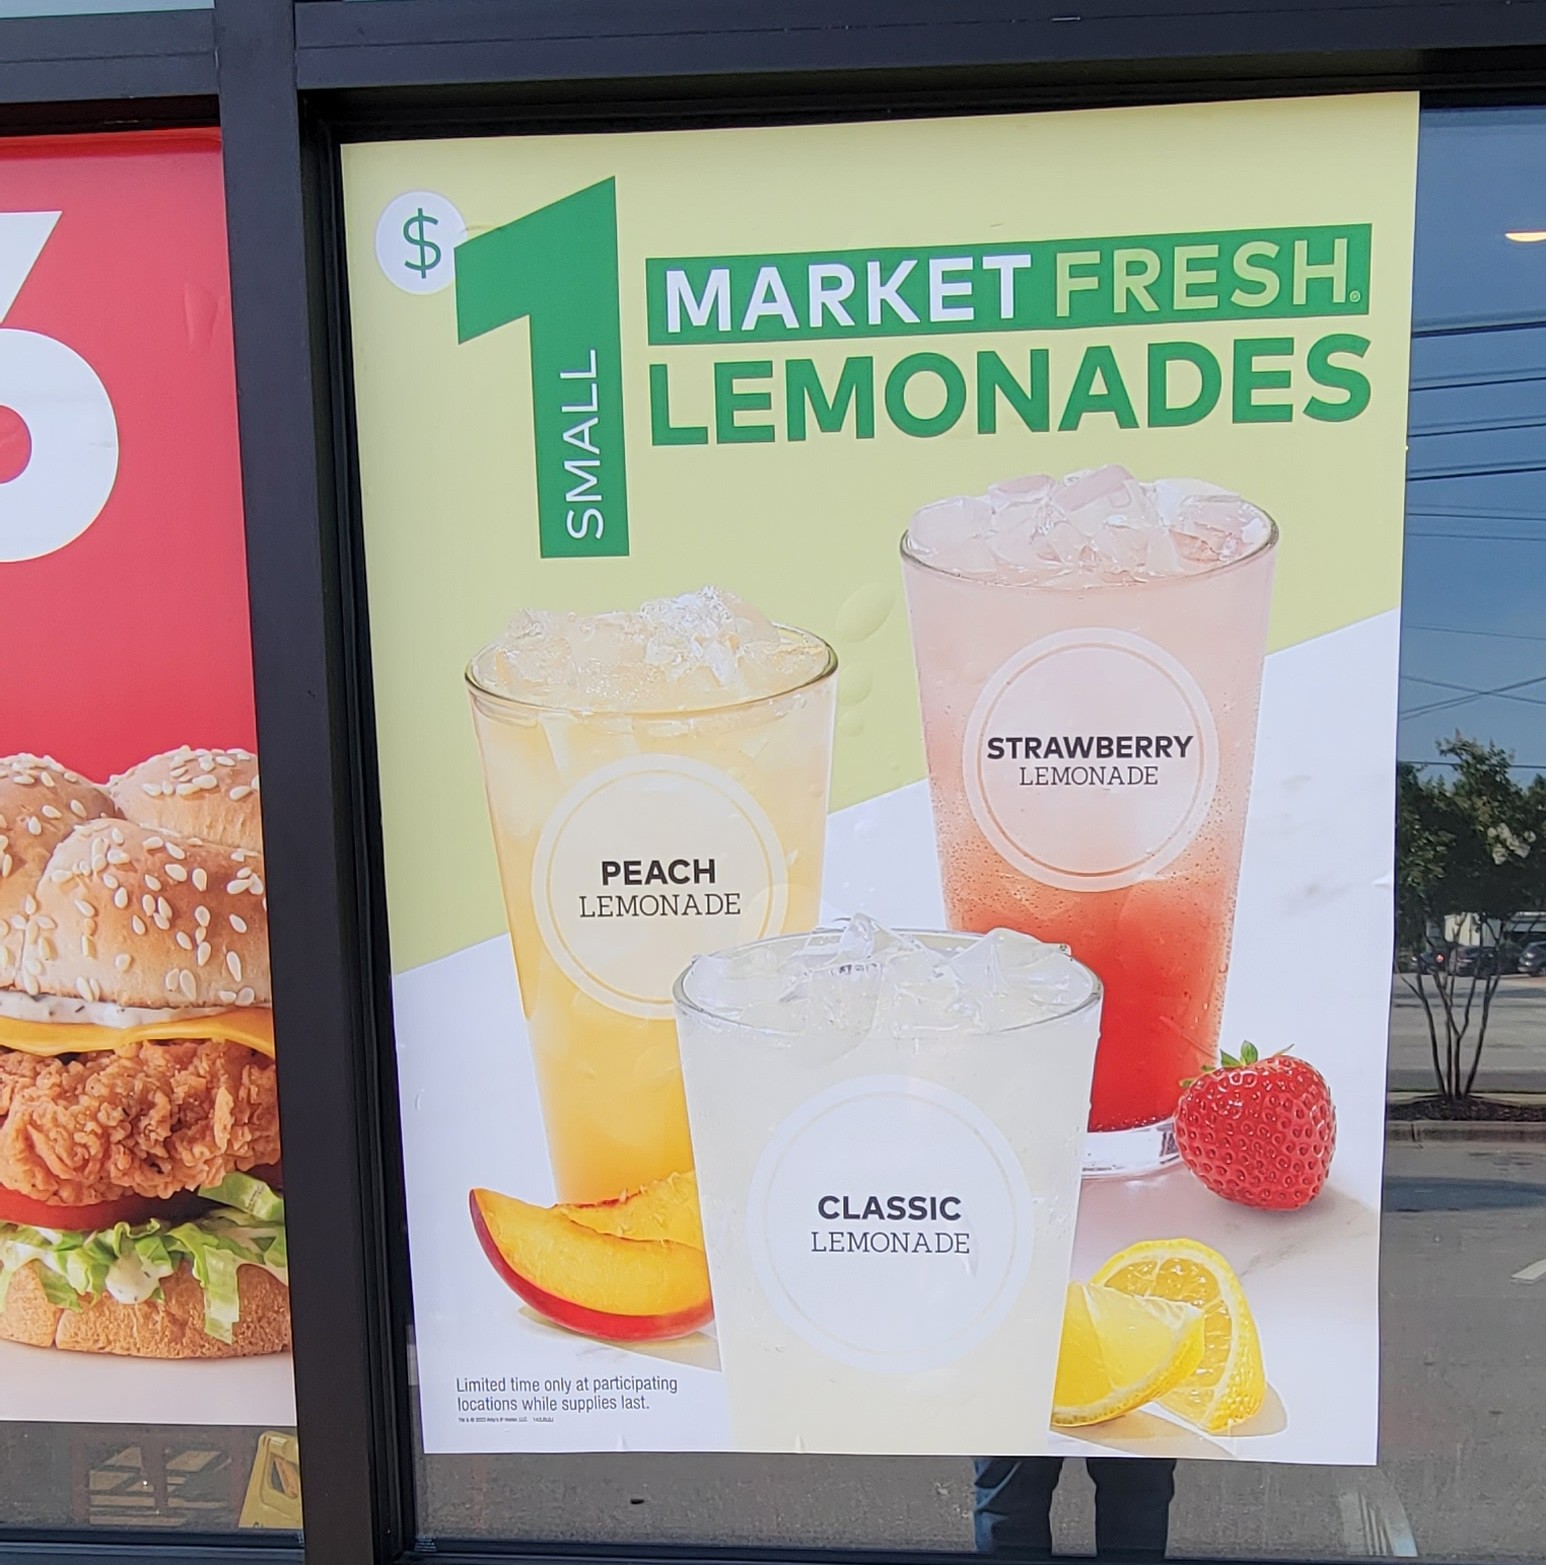 $1
SMALL
MARKET FRESH®
LEMONADES
STRAWBERRY
LEMONADE
PEACH
LEMONADE
CLASSIC
LEMONADE
Limited time only at participating
locations while supplies last.
6